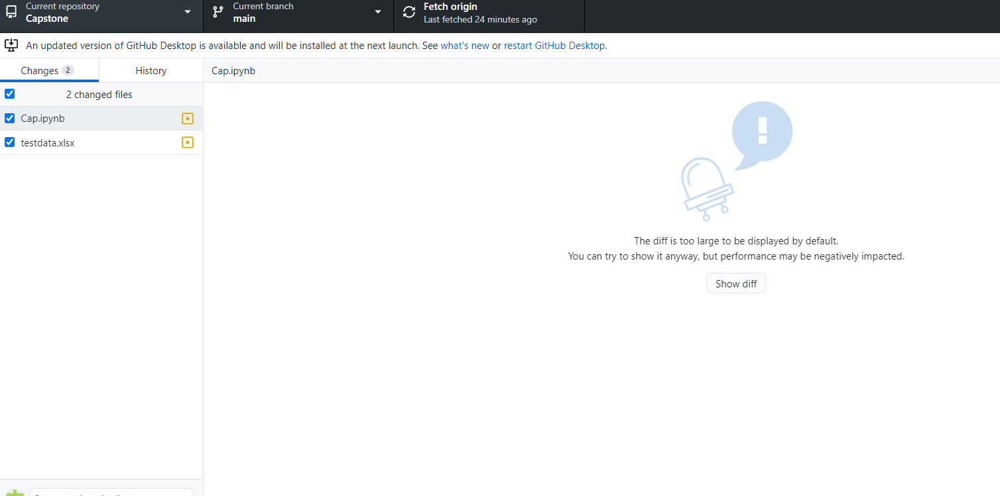 Current repository
Capstone
Current branch
main
Fetch origin
Last fetched 24 minutes ago
An updated version of GitHub Desktop is available and will be installed at the next launch. See what's new or restart GitHub Desktop.
Changes 2
History
Cap.ipynb
2 changed files
Cap.ipynb
testdata.xlsx
The diff is too large to be displayed by default.
You can try to show it anyway, but performance may be negatively impacted.
Show diff